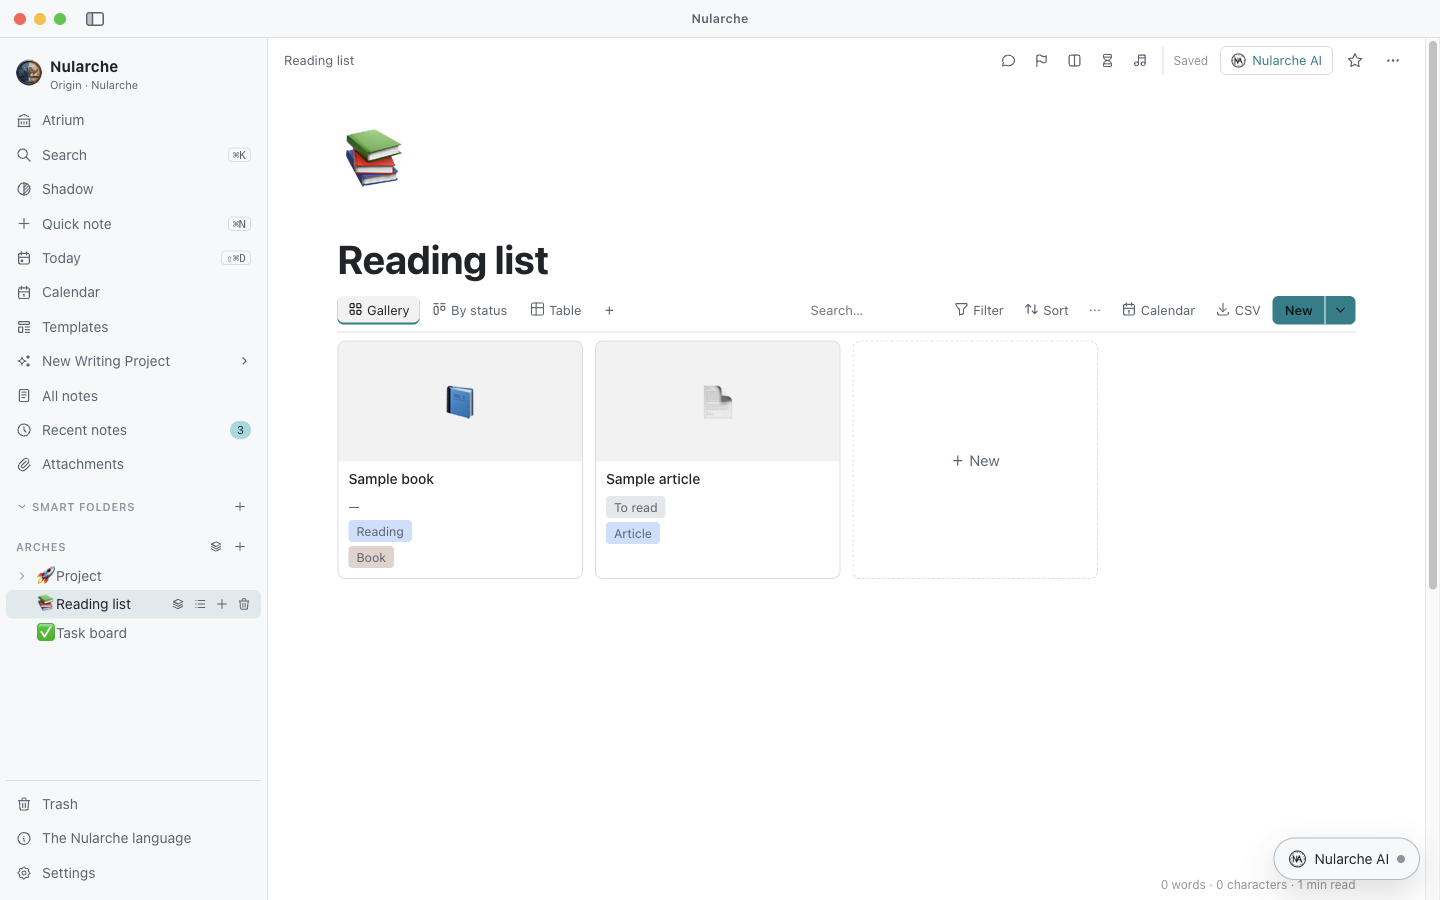 Nularche
Nularche
Origin · Nularche
Atrium
Search ⌘K
Shadow
Quick note ⌘N
Today ⇧⌘D
Calendar
Templates
New Writing Project
All notes
Recent notes 3
Attachments
SMART FOLDERS
ARCHES
Project
Reading list
Task board
Trash
The Nularche language
Settings
Reading list
Saved Nularche AI
Reading list
Gallery By status Table + Search... Filter Sort ··· Calendar CSV New
Sample book
—
Reading
Book
Sample article
To read
Article
+ New
Nularche AI
0 words · 0 characters · 1 min read